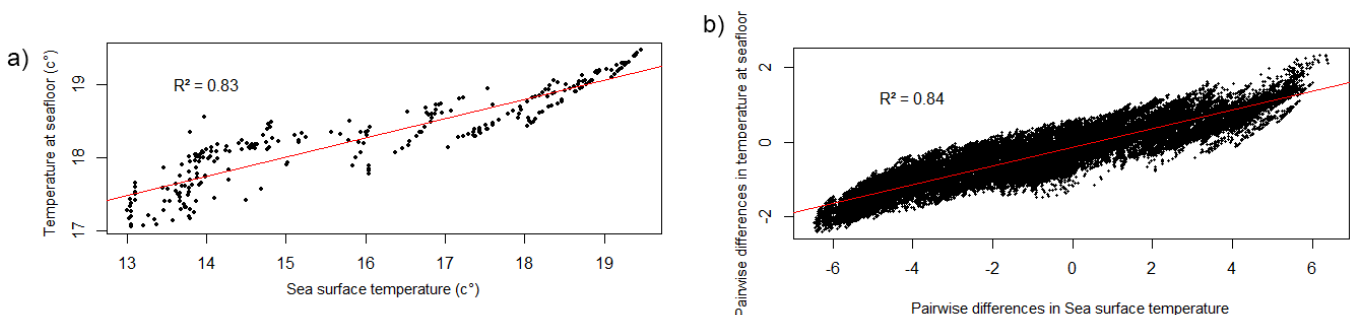 a)
Temperature at seafloor (c°)
19
18
17
R² = 0.83
13 14 15 16 17 18 19
Sea surface temperature (c°)
b)
Pairwise differences in temperature at seafloor
2
0
-2
R² = 0.84
-6 -4 -2 0 2 4 6
Pairwise differences in Sea surface temperature